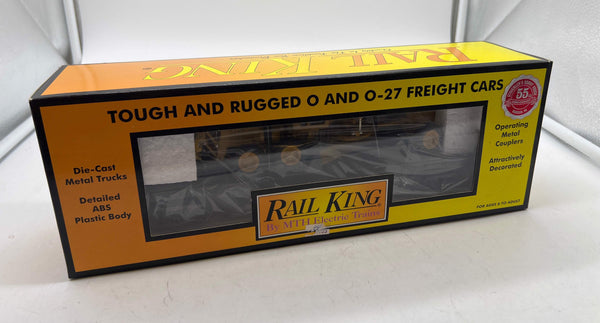 RAIL KING
TOUGH AND RUGGED O AND O-27 FREIGHT CARS
55
Die-Cast
Metal Trucks
Detailed
ABS
Plastic Body
Operating
Metal
Couplers
Attractively
Decorated
RAIL KING
By MTH Electric Trains
FOR AGES 8 TO ADULT